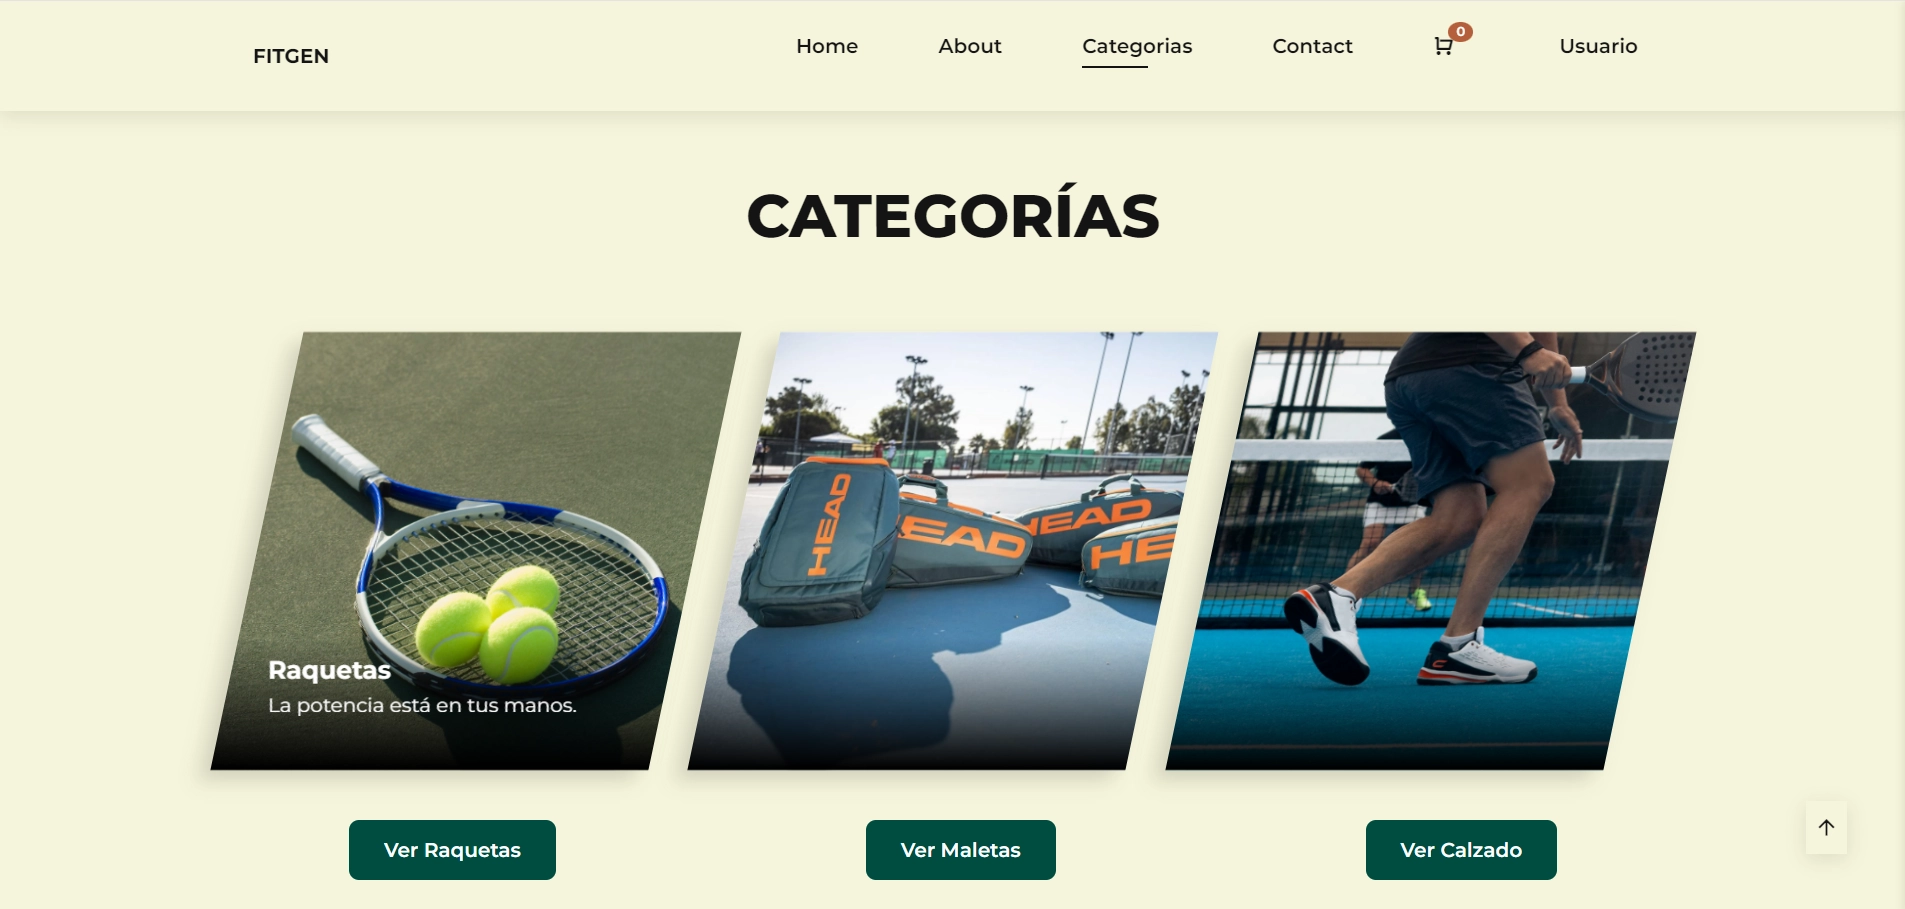 FITGEN
Home
About
Categorias
Contact
0
Usuario
CATEGORÍAS
HEAD
EAD
HEAD
HE
Raquetas
La potencia está en tus manos.
Ver Raquetas
Ver Maletas
Ver Calzado